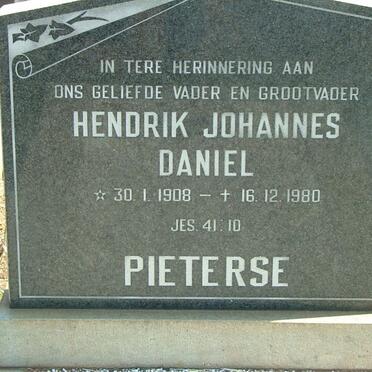 IN TERE HERINNERING AAN
ONS GELIEFDE VADER EN GROOTVADER
HENDRIK JOHANNES
DANIEL
☆ 30. 1. 1908 – ✝ 16. 12. 1980
JES. 41:10
PIETERSE